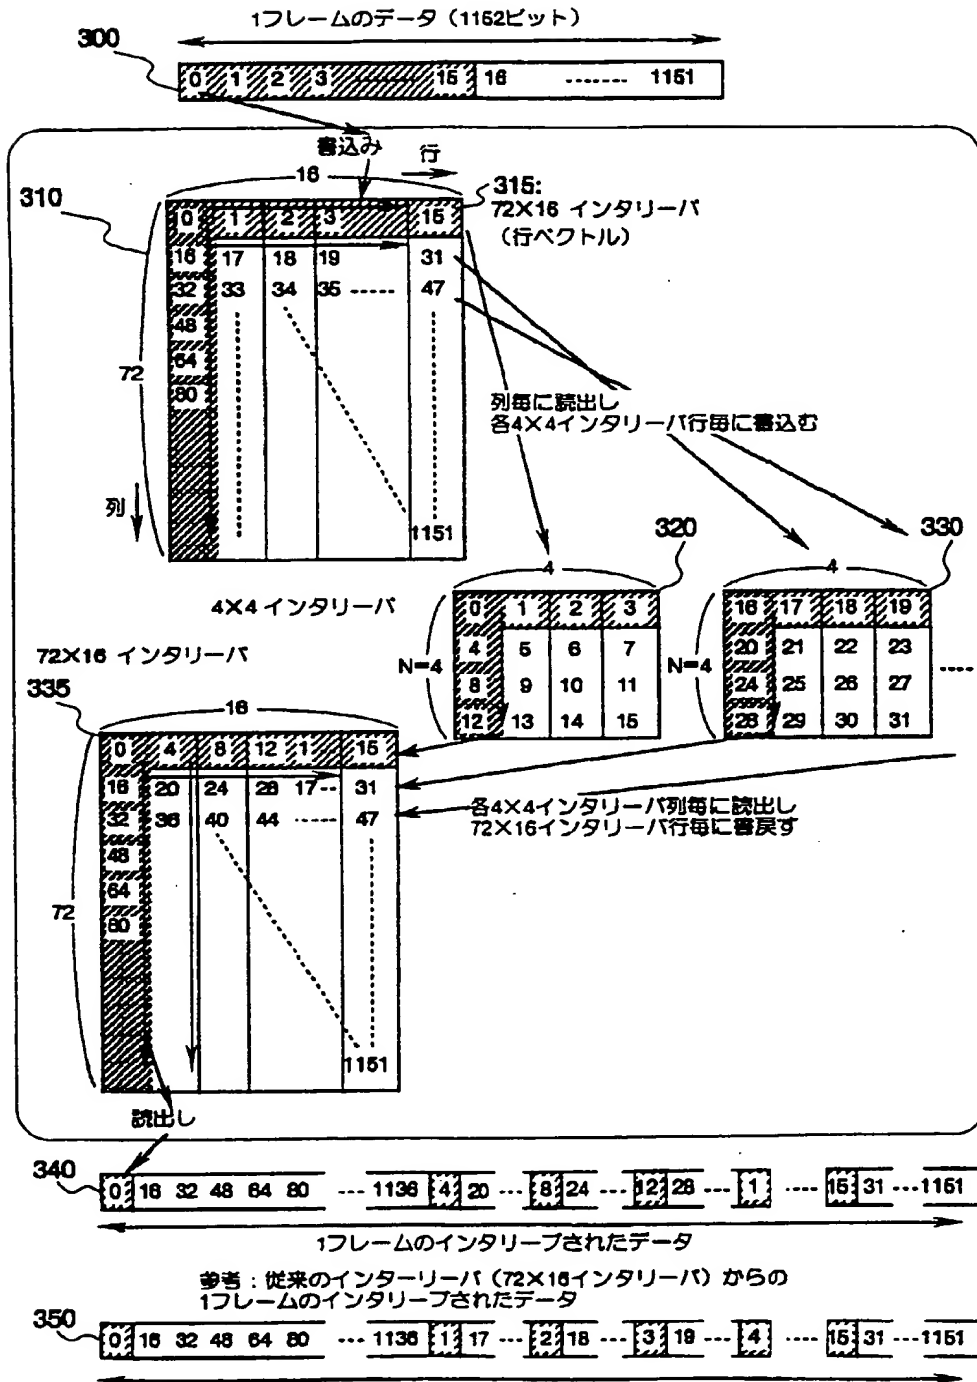 1フレームのデータ（1152ビット）
300
0 1 2 3 ------- 15 16 ------- 1151
書込み
行
16
310
315:
72×16 インタリーバ
（行ベクトル）
0 1 2 3 15
16 17 18 19 31
32 33 34 35 ----- 47
48
64
72
80
列毎に読出し
各4×4インタリーバ行毎に書込む
列
1151
320
330
4
4
4×4 インタリーバ
0 1 2 3
4 5 6 7
8 9 10 11
12 13 14 15
N=4
16 17 18 19
20 21 22 23
24 25 26 27
28 29 30 31
N=4
72×16 インタリーバ
335
16
0 4 8 12 1 15
16 20 24 28 17-- 31
32 36 40 44 ----- 47
48
64
72
80
1151
各4×4インタリーバ列毎に読出し
72×16インタリーバ行毎に書戻す
読出し
340
0 16 32 48 64 80 --- 1136 4 20 --- 8 24 --- 12 28 --- 1 ---- 15 31 --- 1151
1フレームのインタリーブされたデータ
参考：従来のインターリーバ（72×16インタリーバ）からの
1フレームのインタリーブされたデータ
350
0 16 32 48 64 80 --- 1136 1 17 --- 2 18 --- 3 19 --- 4 ---- 15 31 --- 1151